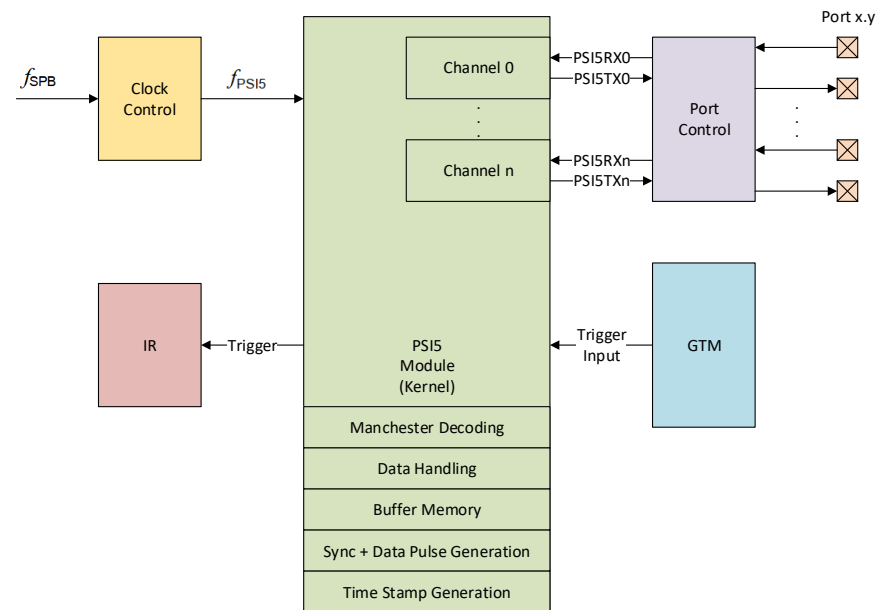 Port x.y
fSPB
Clock
Control
fPSI5
Channel 0
PSI5RX0
PSI5TX0
Port
Control
Channel n
PSI5RXn
PSI5TXn
IR
Trigger
PSI5
Module
(Kernel)
Trigger
Input
GTM
Manchester Decoding
Data Handling
Buffer Memory
Sync + Data Pulse Generation
Time Stamp Generation